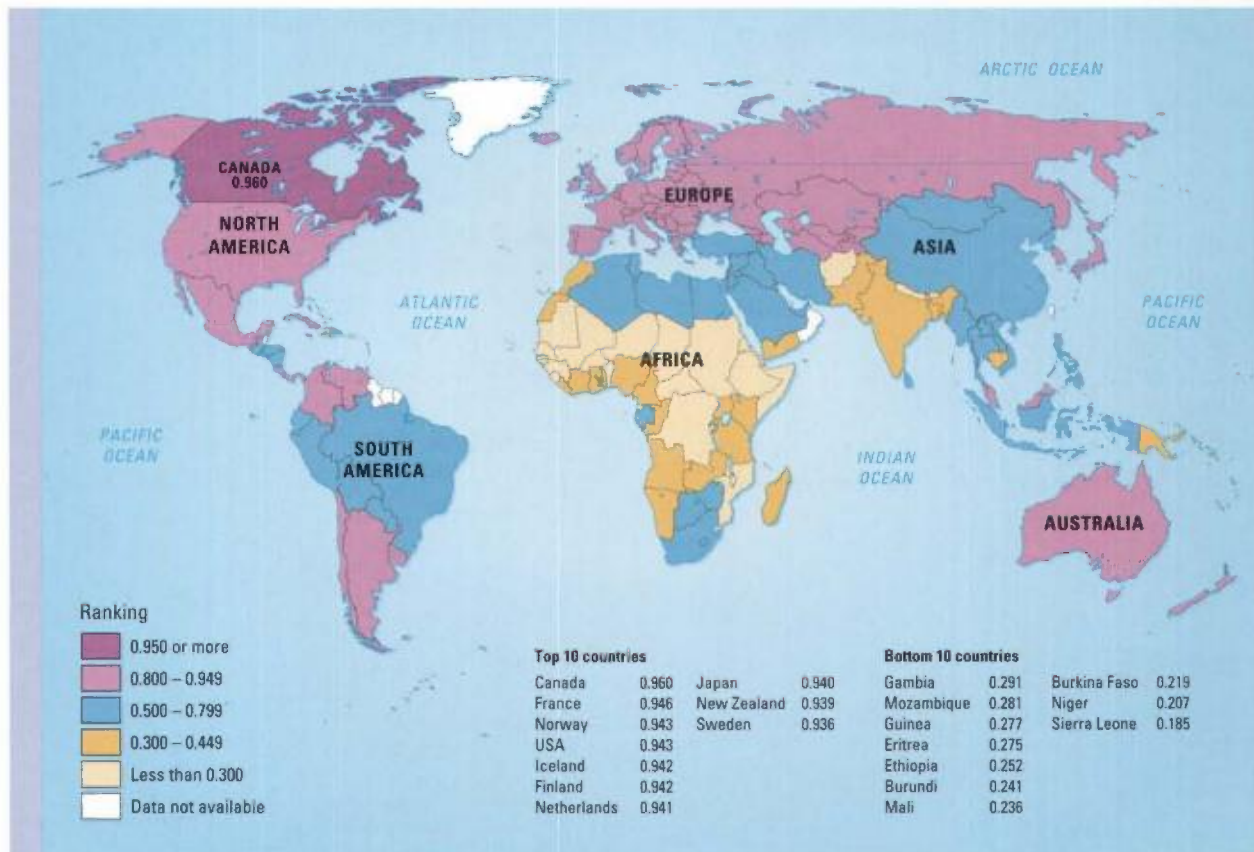 ARCTIC OCEAN
CANADA
0.960
NORTH
AMERICA
EUROPE
ASIA
ATLANTIC
OCEAN
PACIFIC
OCEAN
AFRICA
PACIFIC
OCEAN
SOUTH
AMERICA
INDIAN
OCEAN
AUSTRALIA
Ranking
0.950 or more
0.800 – 0.949
0.500 – 0.799
0.300 – 0.449
Less than 0.300
Data not available
Top 10 countries
Canada 0.960 Japan 0.940
France 0.946 New Zealand 0.939
Norway 0.943 Sweden 0.936
USA 0.943
Iceland 0.942
Finland 0.942
Netherlands 0.941
Bottom 10 countries
Gambia 0.291 Burkina Faso 0.219
Mozambique 0.281 Niger 0.207
Guinea 0.277 Sierra Leone 0.185
Eritrea 0.275
Ethiopia 0.252
Burundi 0.241
Mali 0.236